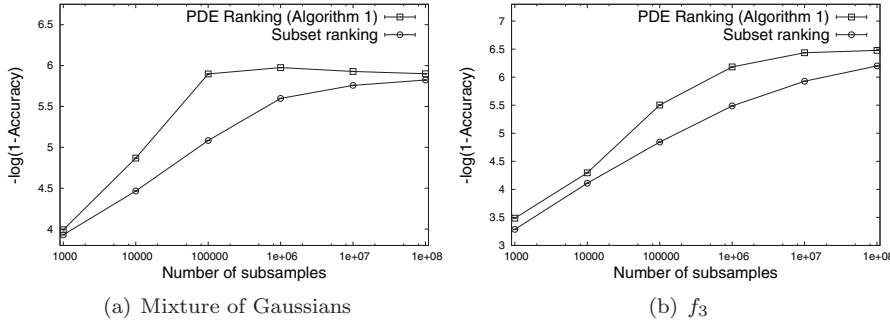 PDE Ranking (Algorithm 1)
Subset ranking
-log(1-Accuracy)
6.5
6
5.5
5
4.5
4
1000 10000 100000 1e+06 1e+07 1e+08
Number of subsamples
(a) Mixture of Gaussians
PDE Ranking (Algorithm 1)
Subset ranking
-log(1-Accuracy)
7
6.5
6
5.5
5
4.5
4
3.5
3
1000 10000 100000 1e+06 1e+07 1e+08
Number of subsamples
(b) f₃